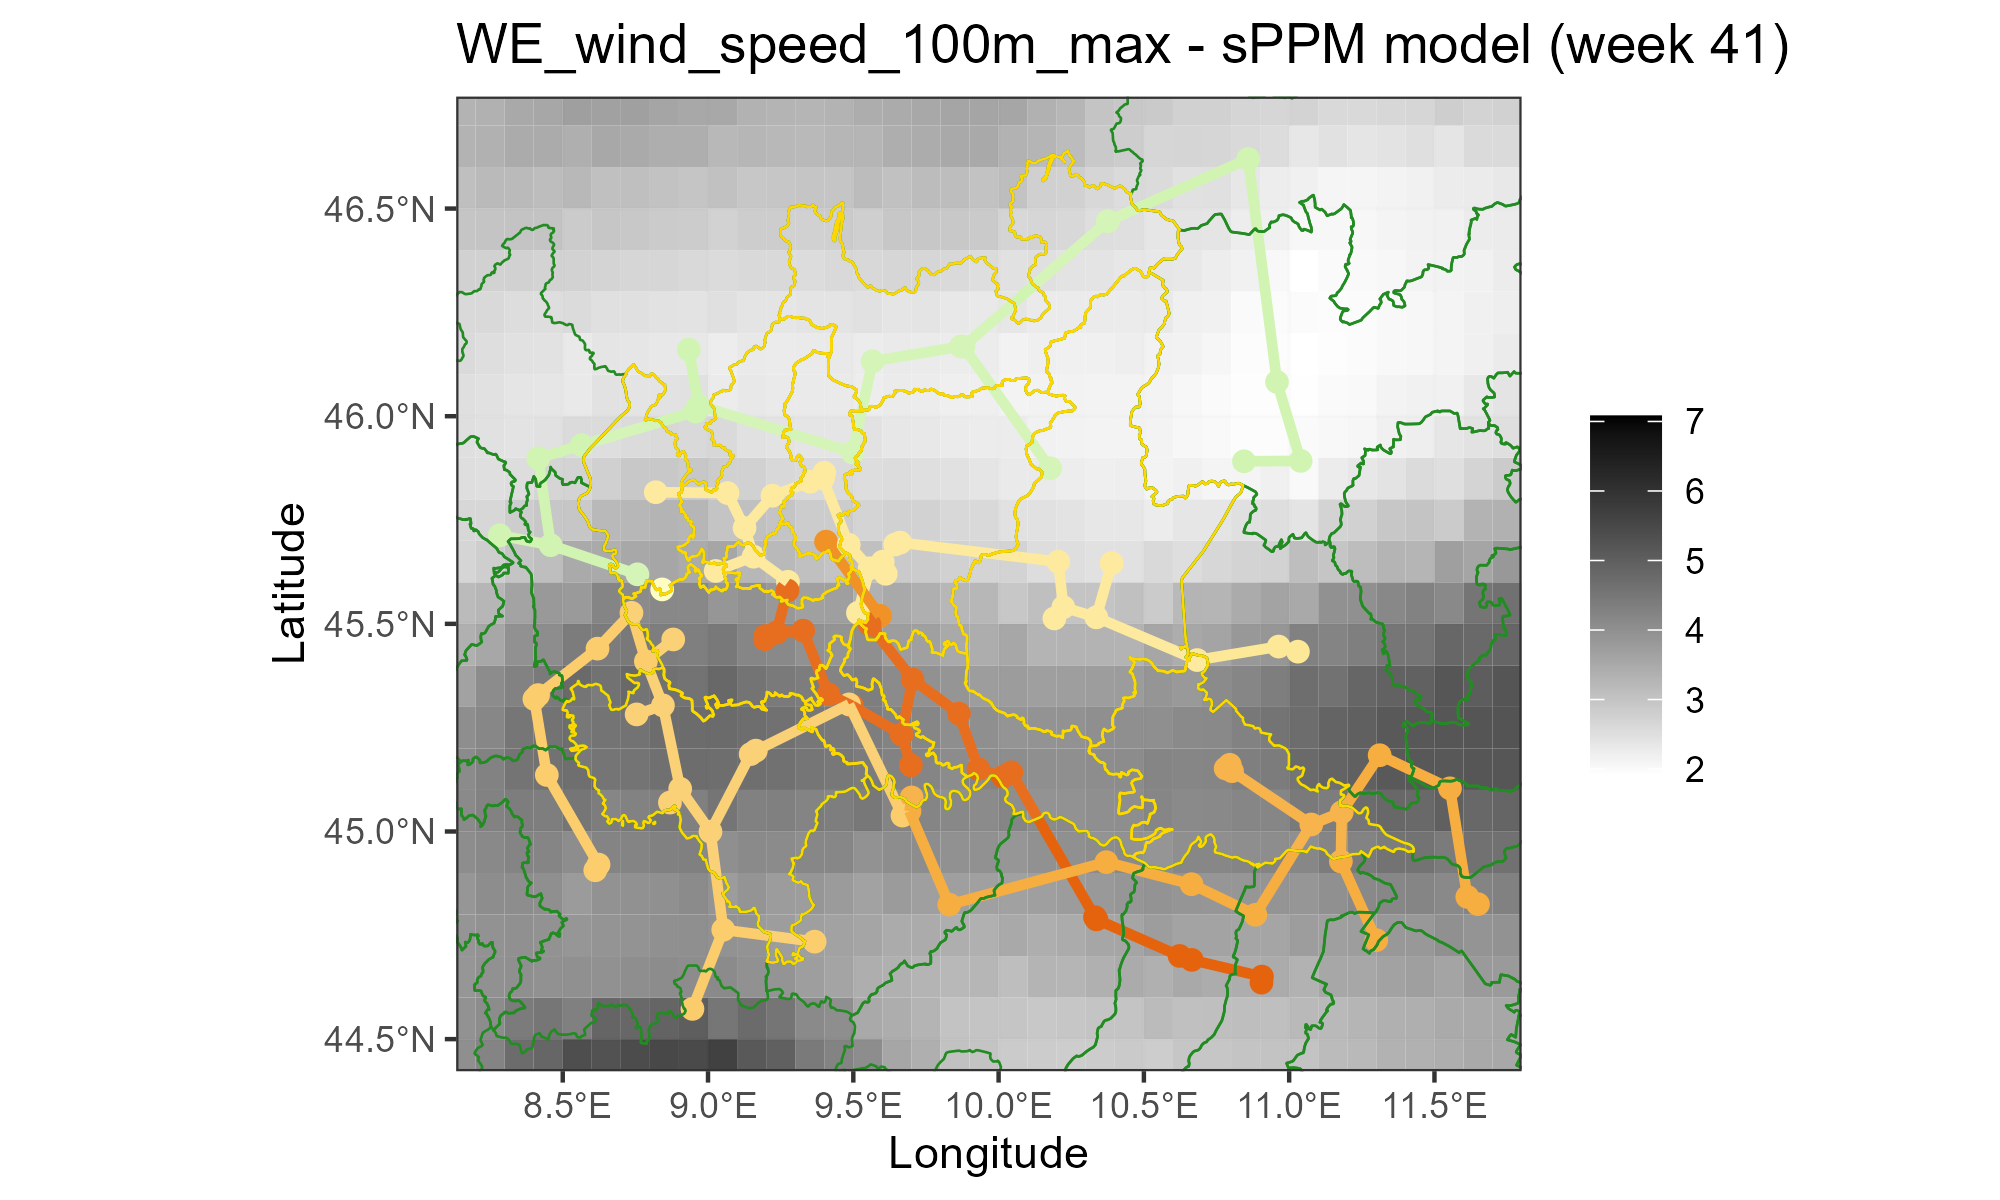 WE_wind_speed_100m_max - sPPM model (week 41)
46.5°N
46.0°N
45.5°N
45.0°N
44.5°N
Latitude
8.5°E
9.0°E
9.5°E
10.0°E
10.5°E
11.0°E
11.5°E
Longitude
7
6
5
4
3
2